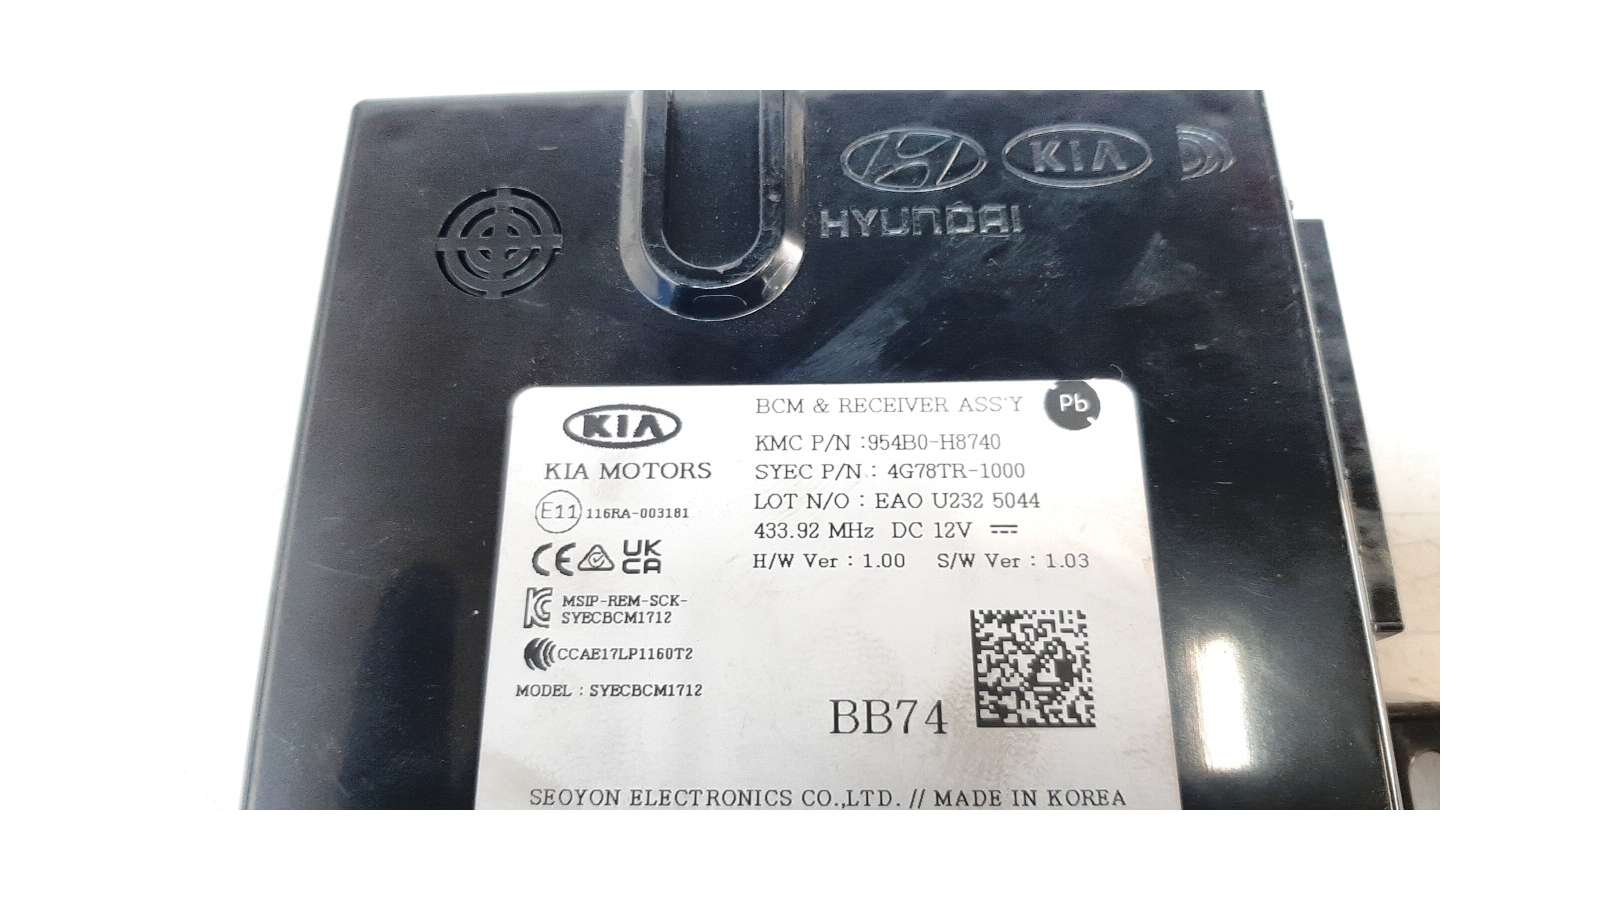 KIA
HYUNDAI
KIA
KIA MOTORS
E11 116RA-003181
CE UK CA
MSIP-REM-SCK-
SYECBCM1712
CCAE17LP1160T2
MODEL : SYECBCM1712
BCM & RECEIVER ASS'Y Pb
KMC P/N :954B0-H8740
SYEC P/N : 4G78TR-1000
LOT N/O : EAO U232 5044
433.92 MHz DC 12V
H/W Ver : 1.00 S/W Ver : 1.03
BB74
SEOYON ELECTRONICS CO.,LTD. // MADE IN KOREA